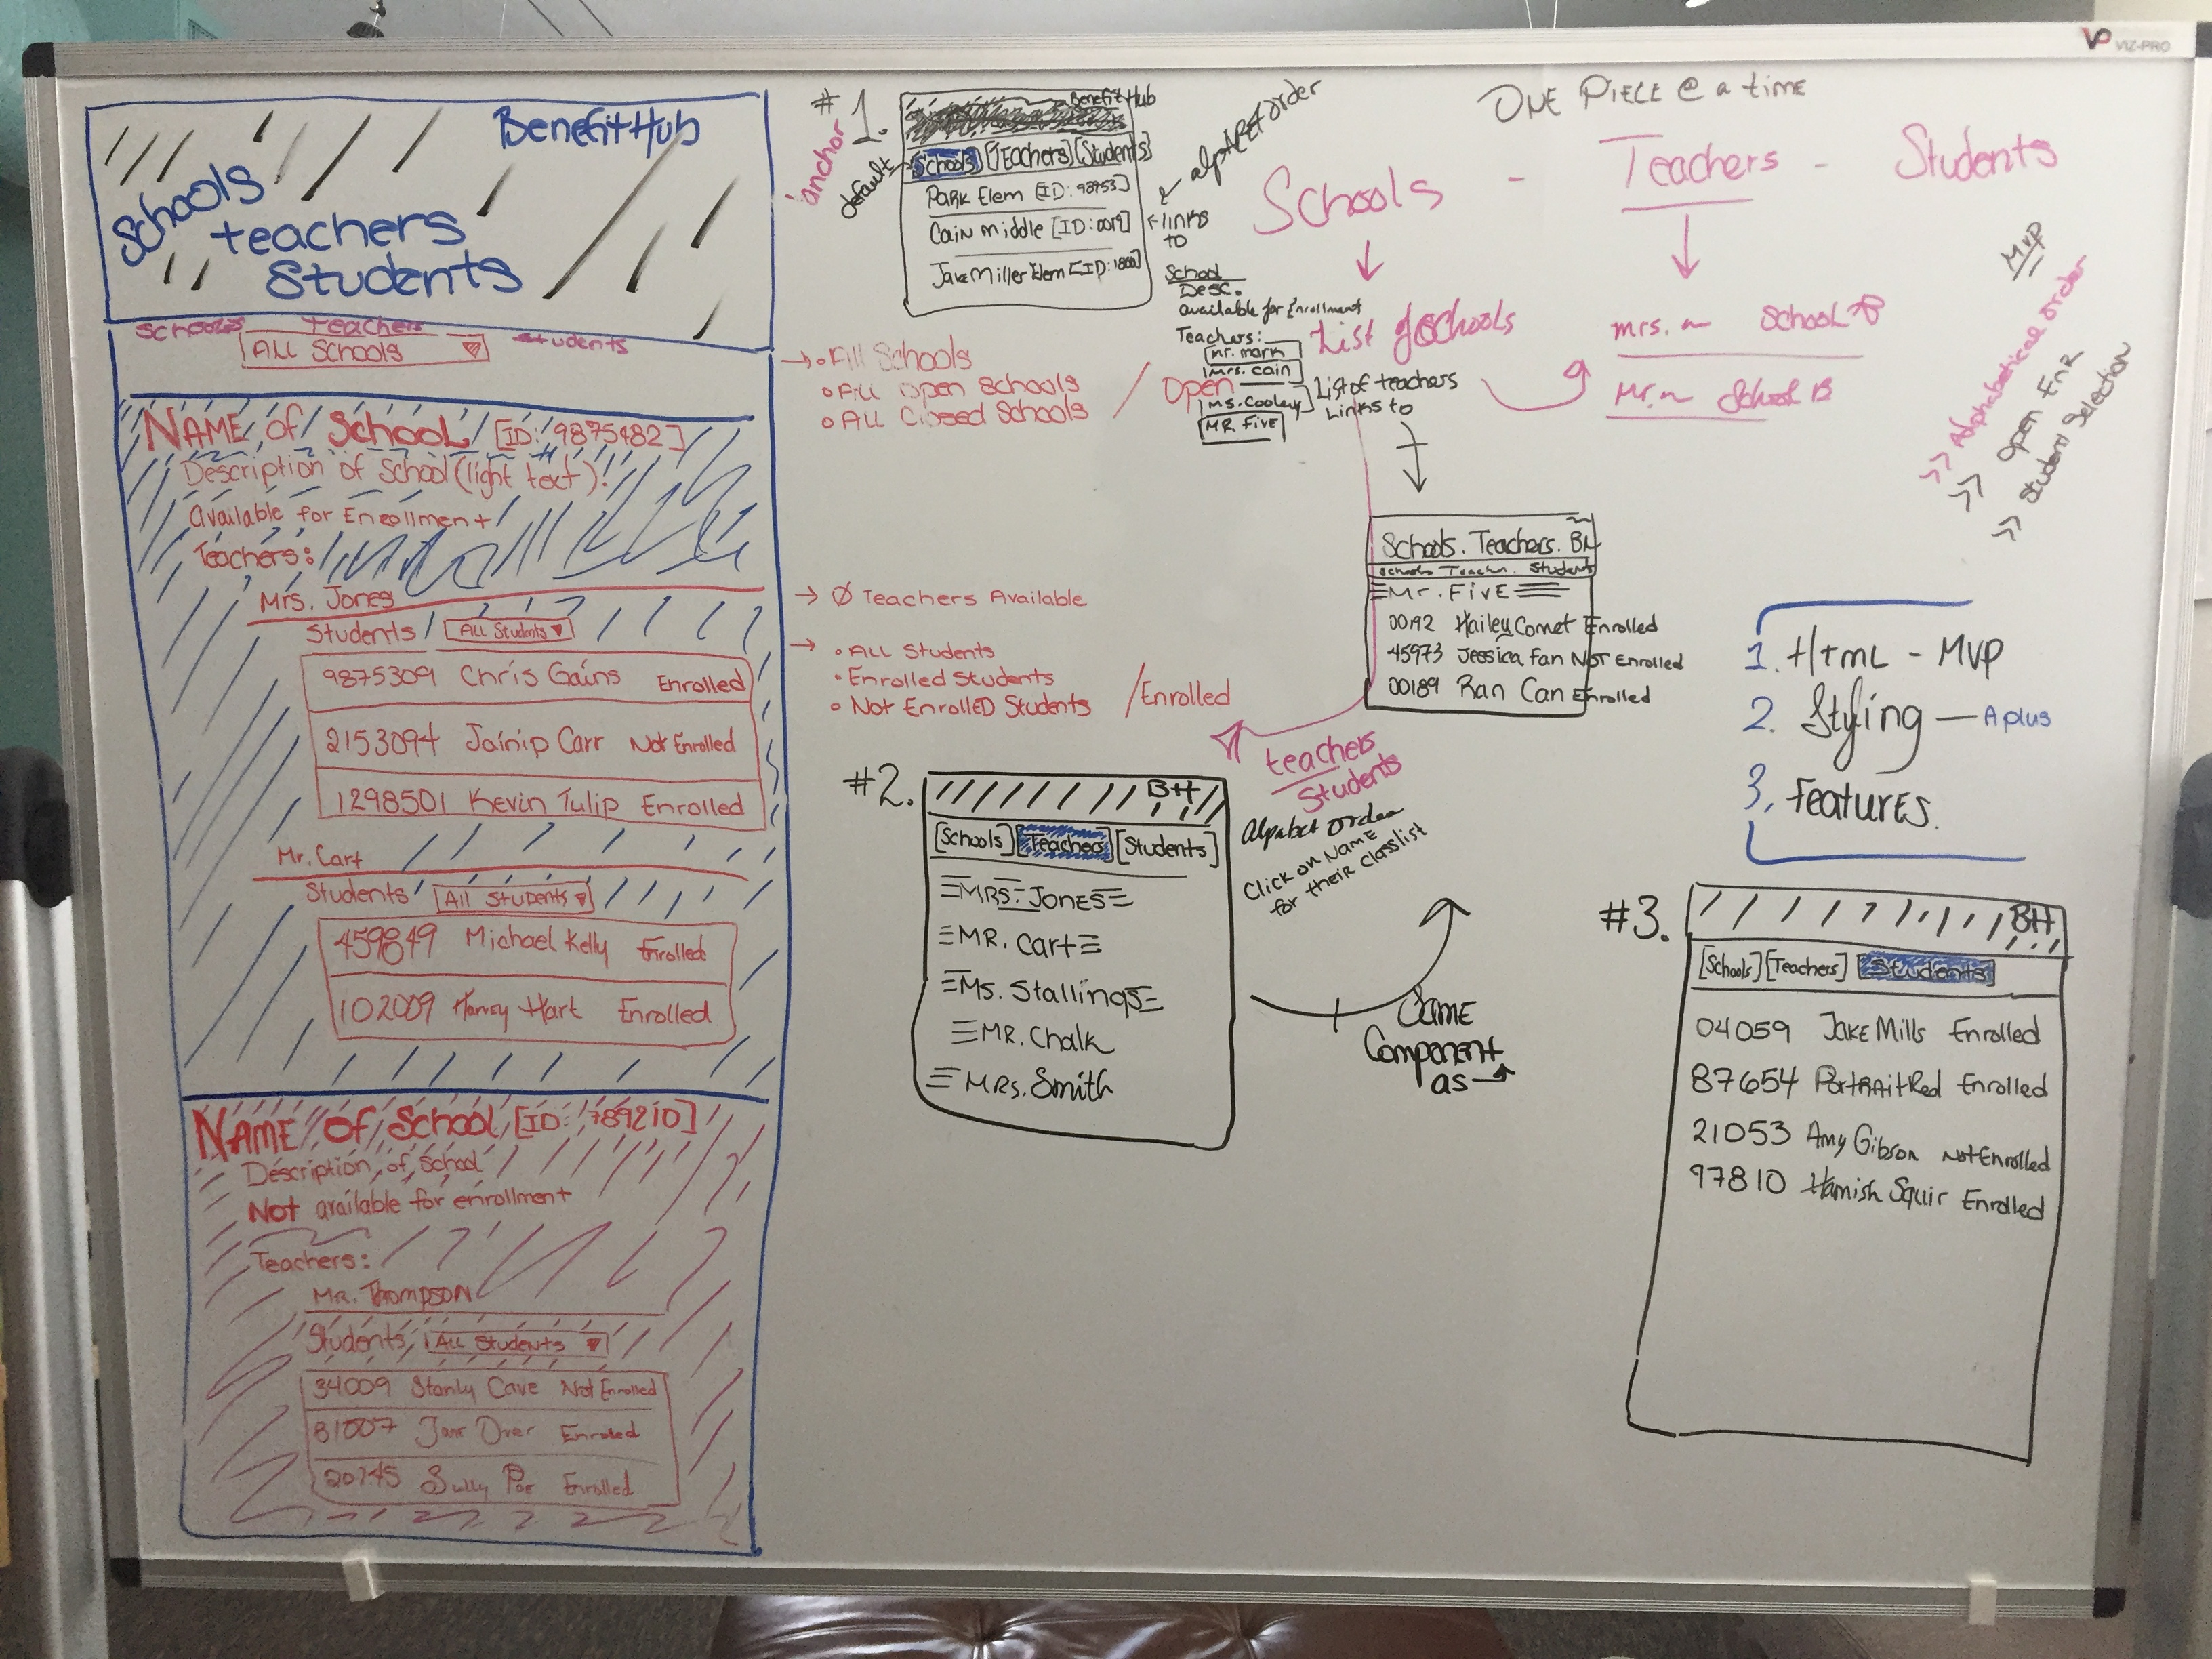 VIZ-PRO
BenefitHub
Schools
teachers
Students
Schools teachers students
ALL Schools
NAME of School [ID: 9875482]
Description of School (light text)
Available for Enrollment
Teachers:
Mrs. Jones
Students ALL Students
9875309 Chris Gains Enrolled
2153094 Jainip Carr Not Enrolled
1298501 Kevin Tulip Enrolled
Mr. Cart
Students All Students
459849 Michael Kelly Enrolled
102009 Harvy Hart Enrolled
NAME of School [ID: 789210]
Description of School
Not available for enrollment
Teachers:
MR. Thompson
Students ALL Students
34009 Stanly Cave Not Enrolled
81007 Enrolled
20745 Sully Enrolled
→ • All Schools
• All Open Schools
• All Closed Schools / Open
→ Ø Teachers Available
→ • ALL Students
• Enrolled Students
• Not EnrollED Students / Enrolled
#1.
anchor
default
BenefitHub
[Schools] [Teachers] [Students]
Park Elem [ID: 98753]
Cain Middle [ID: 0019]
Jake Miller Elem [ID: 1800]
order
← links
to
School
Desc.
available for Enrollment
Teachers:
Mr. Mark
Mrs. Cain
Ms. Cooley
MR Five
List of teachers
Links to
ONE PIECE @ a time
Schools - Teachers - Students
List of Schools
mrs. School B
Mr. School B
MVP
>> Alphabetical Order
>> Open EnR
>> Student Selection
Schools. Teachers.
Schools Teacher. Students
Mr. FivE
00192 Hailey Comet Enrolled
45973 Jessica Fan NOT Enrolled
00189 Ran Can Enrolled
teachers
Students
Alpabet Order
Click on Name
for their Classlist
#2.
BH
[Schools] [Teachers] [Students]
MRS. JONES
MR. Cart
Ms. Stallings
MR. Chalk
MRs. Smith
Same
Component
as →
1. HTML - MVP
2. Styling — A plus
3. Features.
#3.
BH
[Schools] [Teachers] [Students]
04059 Jake Mills Enrolled
87654 Portrait Red Enrolled
21053 Amy Gibson Not Enrolled
97810 Hamish Squir Enrolled